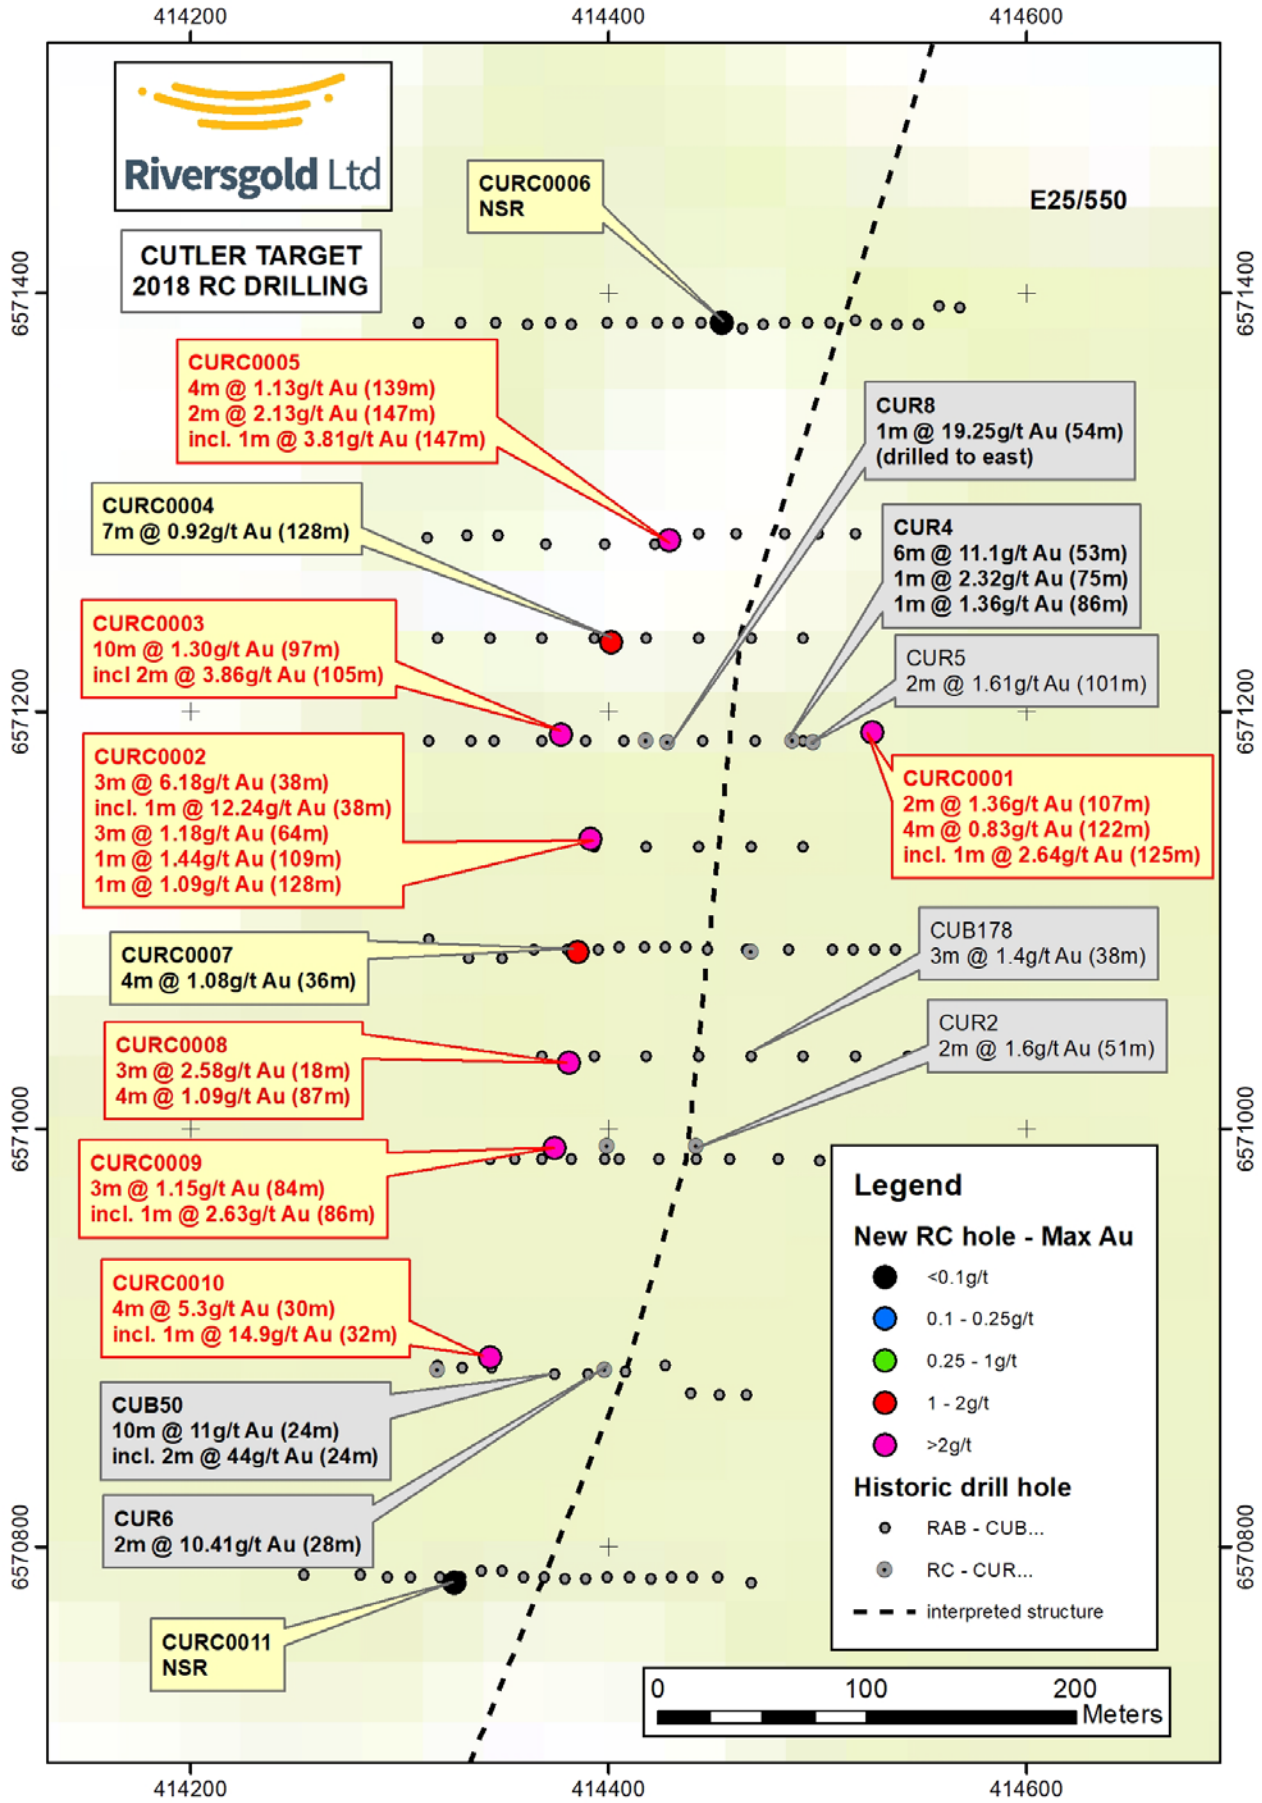 414200
414400
414600
Riversgold Ltd
CURC0006
NSR
E25/550
CUTLER TARGET
2018 RC DRILLING
6571400
6571400
CURC0005
4m @ 1.13g/t Au (139m)
2m @ 2.13g/t Au (147m)
incl. 1m @ 3.81g/t Au (147m)
CUR8
1m @ 19.25g/t Au (54m)
(drilled to east)
CURC0004
7m @ 0.92g/t Au (128m)
CUR4
6m @ 11.1g/t Au (53m)
1m @ 2.32g/t Au (75m)
1m @ 1.36g/t Au (86m)
CURC0003
10m @ 1.30g/t Au (97m)
incl 2m @ 3.86g/t Au (105m)
CUR5
2m @ 1.61g/t Au (101m)
6571200
6571200
CURC0002
3m @ 6.18g/t Au (38m)
incl. 1m @ 12.24g/t Au (38m)
3m @ 1.18g/t Au (64m)
1m @ 1.44g/t Au (109m)
1m @ 1.09g/t Au (128m)
CURC0001
2m @ 1.36g/t Au (107m)
4m @ 0.83g/t Au (122m)
incl. 1m @ 2.64g/t Au (125m)
CURC0007
4m @ 1.08g/t Au (36m)
CUB178
3m @ 1.4g/t Au (38m)
CURC0008
3m @ 2.58g/t Au (18m)
4m @ 1.09g/t Au (87m)
CUR2
2m @ 1.6g/t Au (51m)
6571000
6571000
CURC0009
3m @ 1.15g/t Au (84m)
incl. 1m @ 2.63g/t Au (86m)
CURC0010
4m @ 5.3g/t Au (30m)
incl. 1m @ 14.9g/t Au (32m)
CUB50
10m @ 11g/t Au (24m)
incl. 2m @ 44g/t Au (24m)
CUR6
2m @ 10.41g/t Au (28m)
6570800
6570800
CURC0011
NSR
Legend
New RC hole - Max Au
<0.1g/t
0.1 - 0.25g/t
0.25 - 1g/t
1 - 2g/t
>2g/t
Historic drill hole
RAB - CUB...
RC - CUR...
interpreted structure
0 100 200
Meters
414200
414400
414600